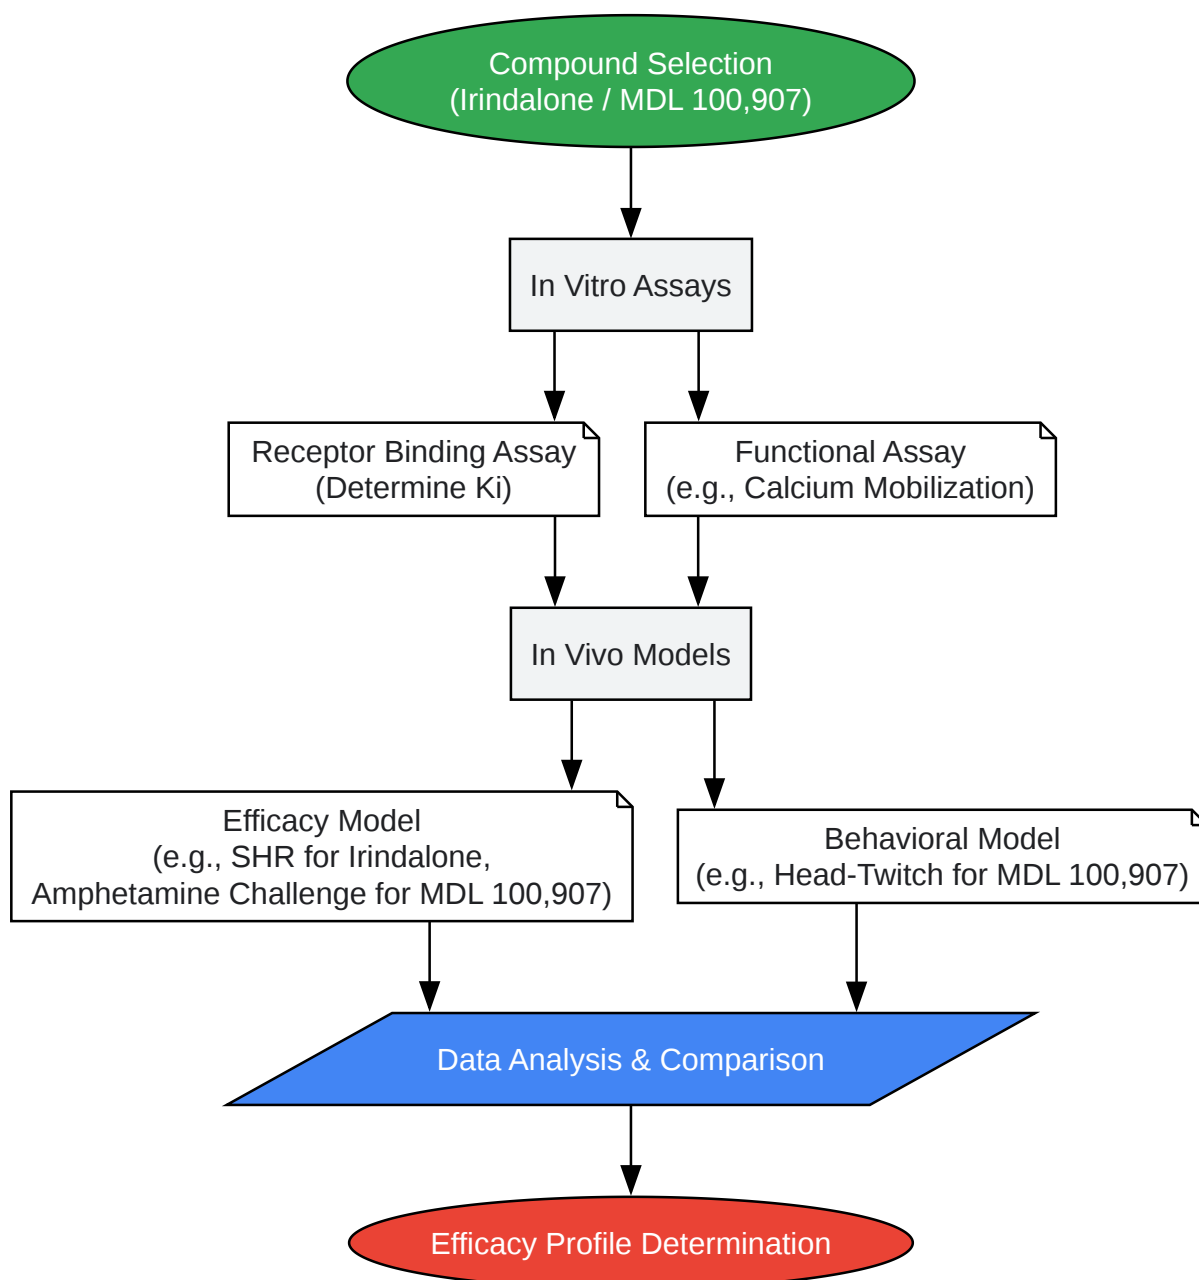 Compound Selection
(Irindalone / MDL 100,907)
In Vitro Assays
Receptor Binding Assay
(Determine Ki)
Functional Assay
(e.g., Calcium Mobilization)
In Vivo Models
Efficacy Model
(e.g., SHR for Irindalone,
Amphetamine Challenge for MDL 100,907)
Behavioral Model
(e.g., Head-Twitch for MDL 100,907)
Data Analysis & Comparison
Efficacy Profile Determination